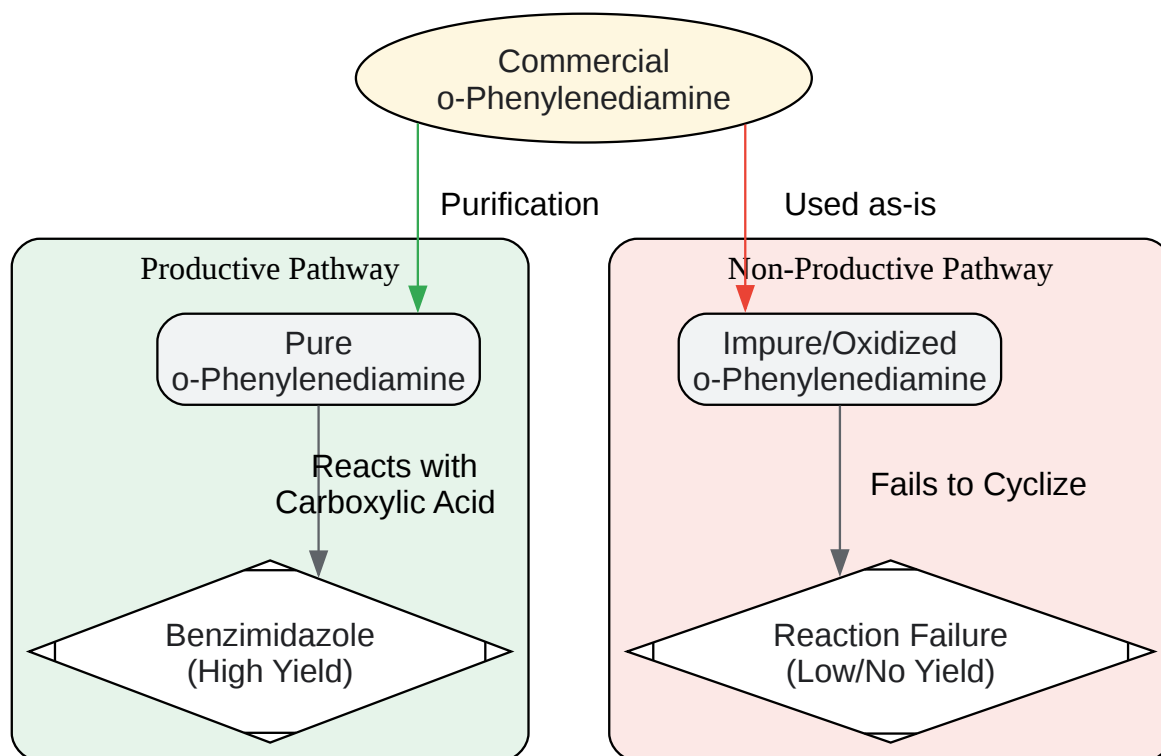 Commercial
o-Phenylenediamine
Purification
Used as-is
Productive Pathway
Non-Productive Pathway
Pure
o-Phenylenediamine
Impure/Oxidized
o-Phenylenediamine
Reacts with
Carboxylic Acid
Fails to Cyclize
Benzimidazole
(High Yield)
Reaction Failure
(Low/No Yield)